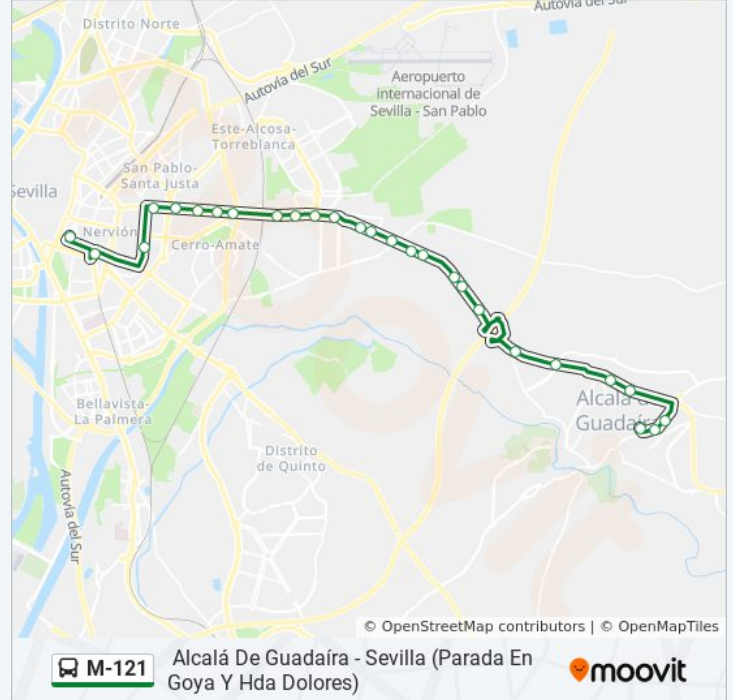 Distrito Norte
Autovía del Sur
Autovía del Sur
Aeropuerto
internacional de
Sevilla - San Pablo
Este-Alcosa-
Torreblanca
San Pablo-
Santa Justa
Sevilla
Nervión
Cerro-Amate
Alcalá de
Guadaíra
Bellavista-
La Palmera
Distrito
de Quinto
Autovía del Sur
© OpenStreetMap contributors | © OpenMapTiles
M-121
Alcalá De Guadaíra - Sevilla (Parada En
Goya Y Hda Dolores)
moovit